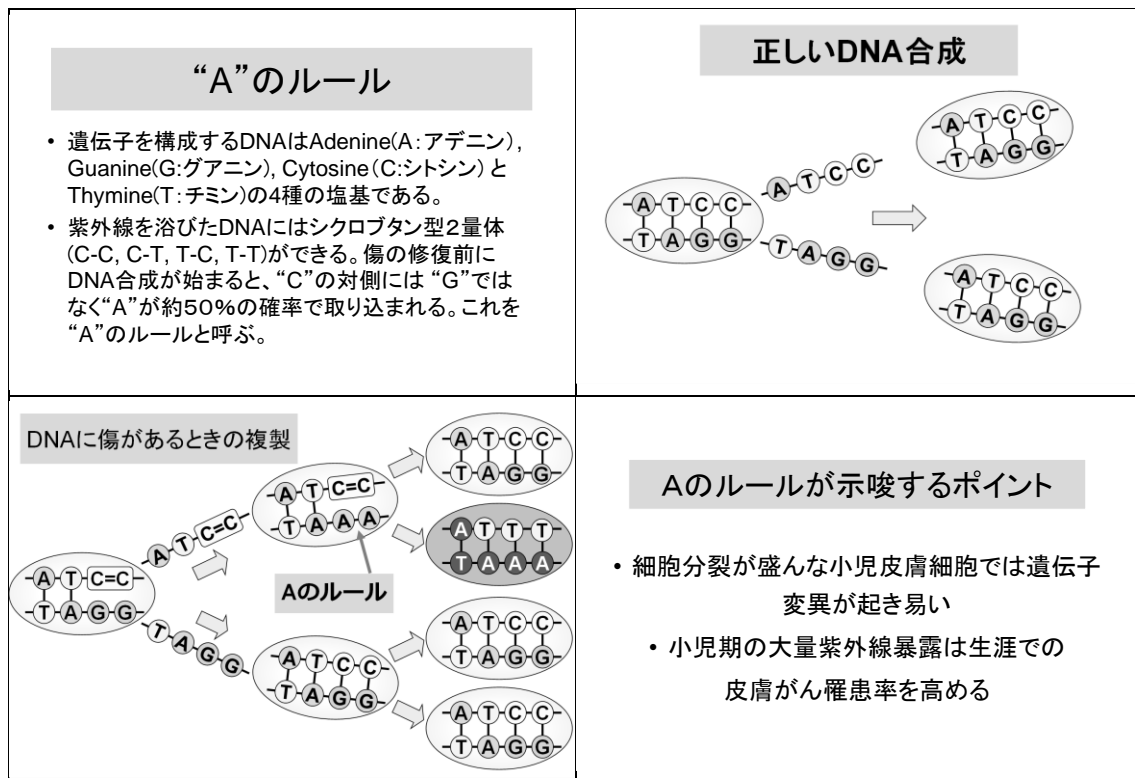 “A”のルール
• 遺伝子を構成するDNAはAdenine(A：アデニン),
Guanine(G:グアニン), Cytosine（C:シトシン）と
Thymine(T：チミン)の4種の塩基である。
• 紫外線を浴びたDNAにはシクロブタン型２量体
(C-C, C-T, T-C, T-T)ができる。傷の修復前に
DNA合成が始まると、“C”の対側には “G”では
なく“A”が約50％の確率で取り込まれる。これを
“A”のルールと呼ぶ。
正しいDNA合成
A T C C
T A G G
A T C C
T A G G
A T C C
T A G G
A T C C
T A G G
DNAに傷があるときの複製
A T C=C
T A G G
A T C=C
T A G G
A T C=C
T A A A
Aのルール
A T C C
T A G G
A T C C
T A G G
A T T T
T A A A
A T C C
T A G G
A T C C
T A G G
Ａのルールが示唆するポイント
• 細胞分裂が盛んな小児皮膚細胞では遺伝子
変異が起き易い
• 小児期の大量紫外線暴露は生涯での
皮膚がん罹患率を高める